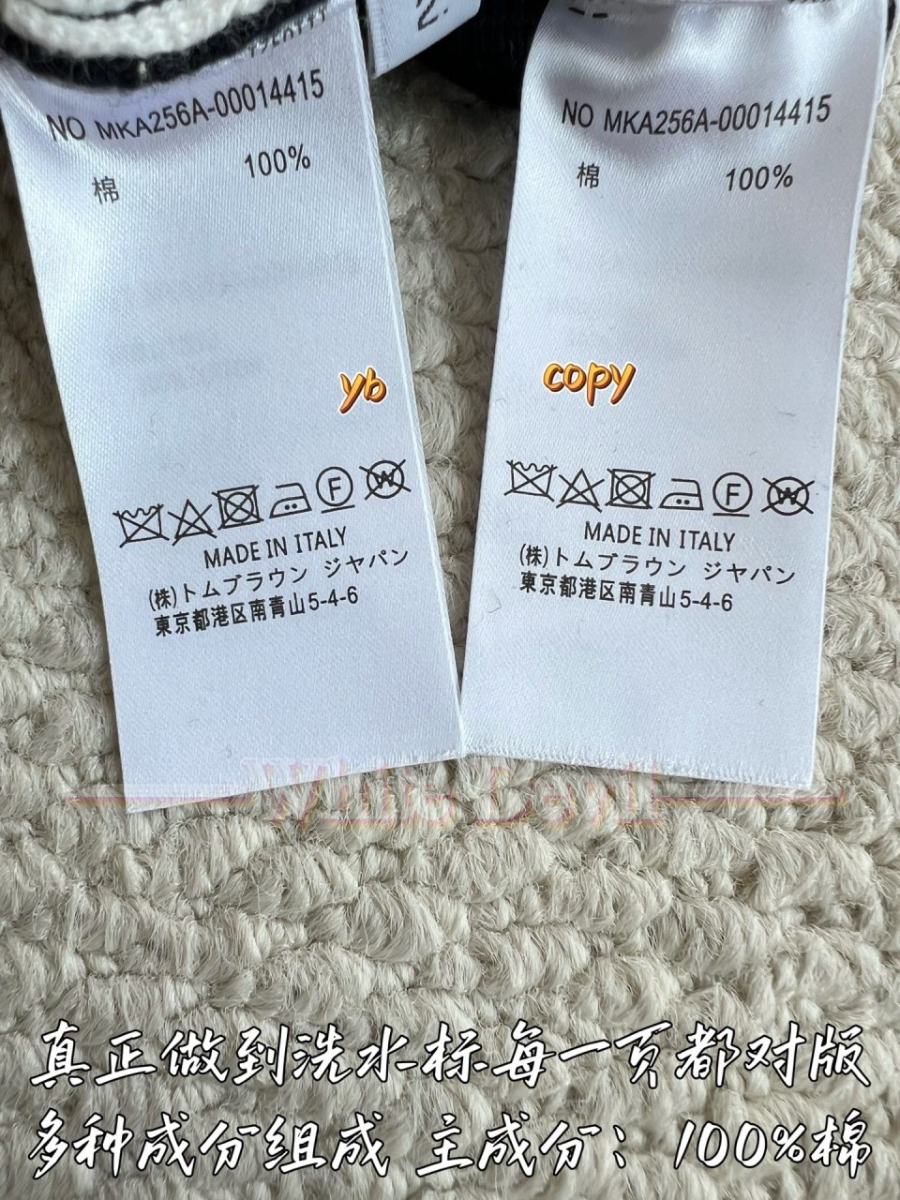 2.
NO MKA256A-00014415
棉 100%
yb
MADE IN ITALY
(株)トムブラウン ジャパン
東京都港区南青山5-4-6
NO MKA256A-00014415
棉 100%
copy
MADE IN ITALY
(株)トムブラウン ジャパン
東京都港区南青山5-4-6
White Devil
真正做到洗水标每一页都对版
多种成分组成 主成分：100%棉